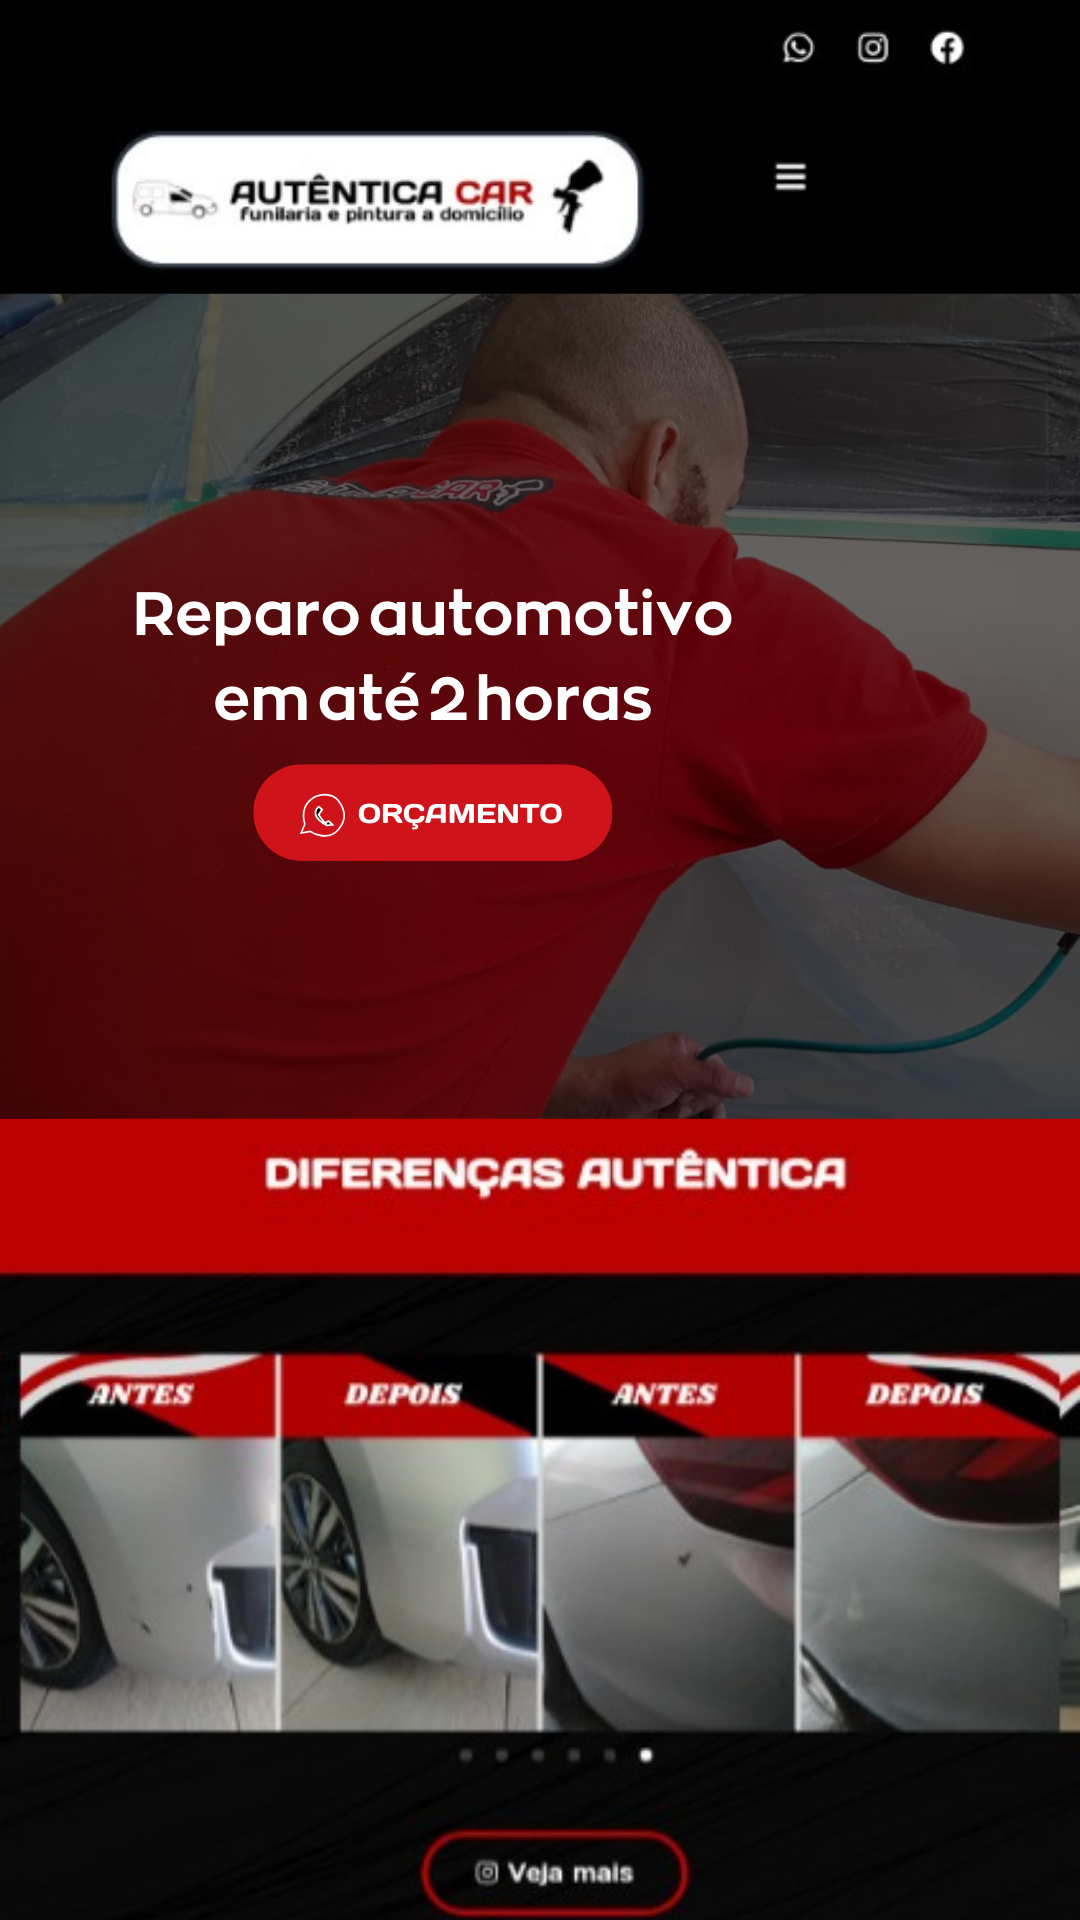 AUTÊNTICA CAR
funilaria e pintura a domicílio
CAR
Reparo automotivo
em até 2 horas
ORÇAMENTO
DIFERENÇAS AUTÊNTICA
ANTES DEPOIS ANTES DEPOIS
Veja mais